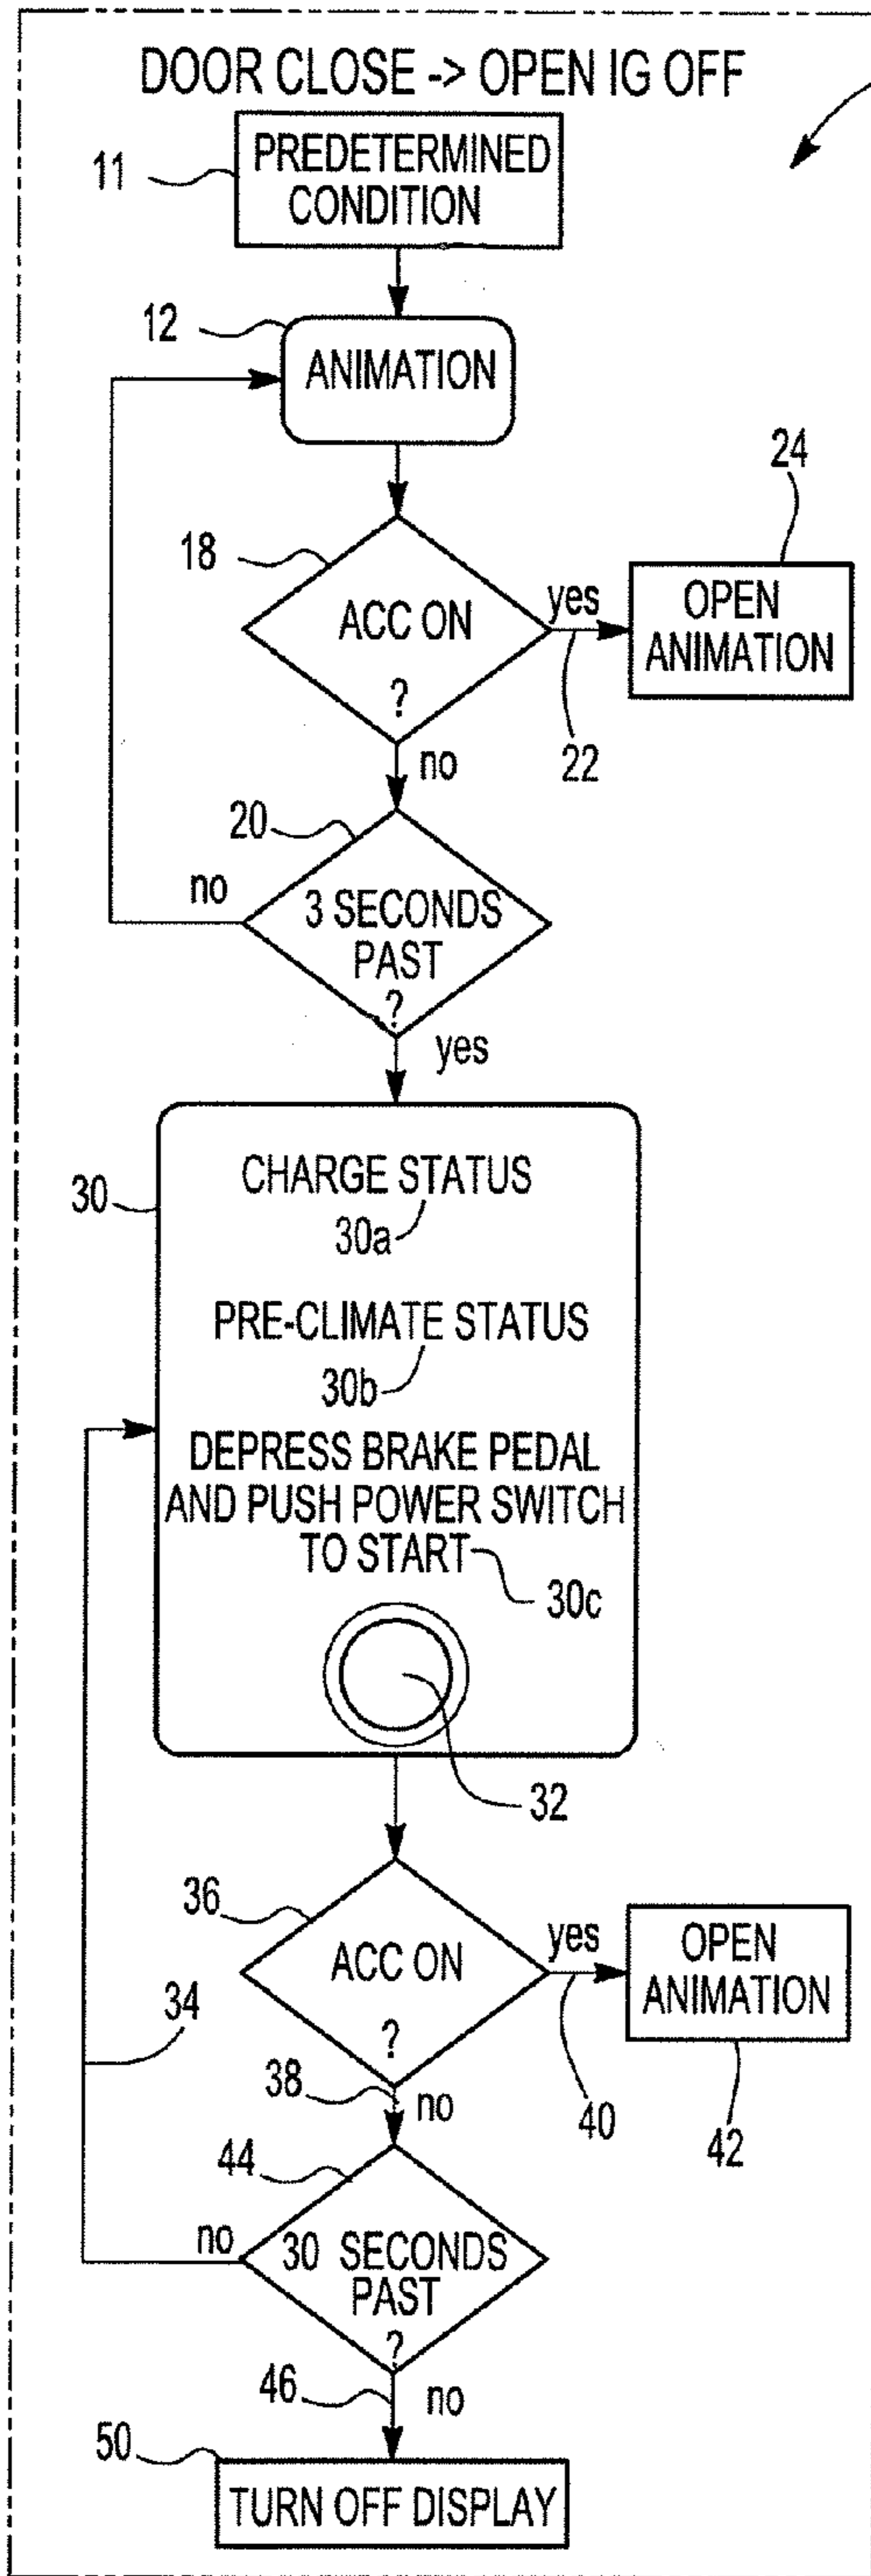 DOOR CLOSE -> OPEN IG OFF
11
PREDETERMINED
CONDITION
12
ANIMATION
24
18
ACC ON
?
yes
22
OPEN
ANIMATION
no
20
no
3 SECONDS
PAST
?
yes
30
CHARGE STATUS
30a
PRE-CLIMATE STATUS
30b
DEPRESS BRAKE PEDAL
AND PUSH POWER SWITCH
TO START
30c
32
36
ACC ON
?
yes
40
OPEN
ANIMATION
42
34
38
no
44
no
30 SECONDS
PAST
?
46
no
50
TURN OFF DISPLAY